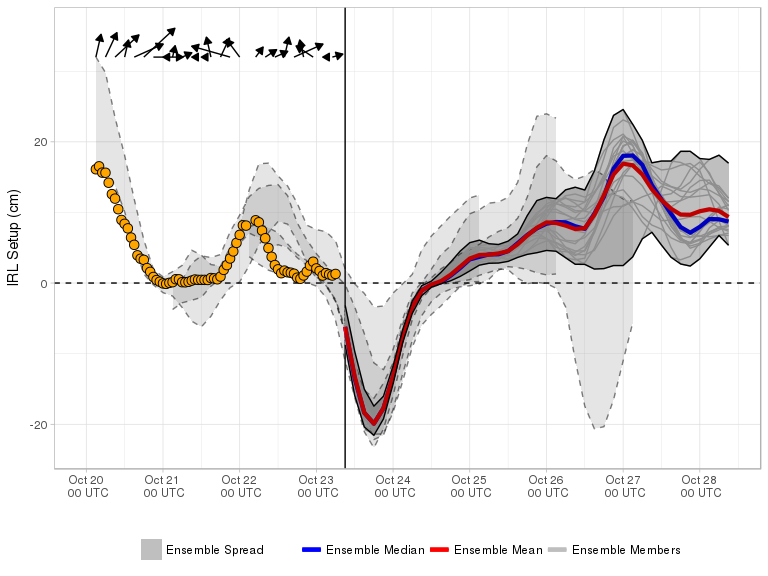 IRL Setup (cm)
20
0
-20
Oct 20 Oct 21 Oct 22 Oct 23 Oct 24 Oct 25 Oct 26 Oct 27 Oct 28
00 UTC 00 UTC 00 UTC 00 UTC 00 UTC 00 UTC 00 UTC 00 UTC 00 UTC
Ensemble Spread Ensemble Median Ensemble Mean Ensemble Members